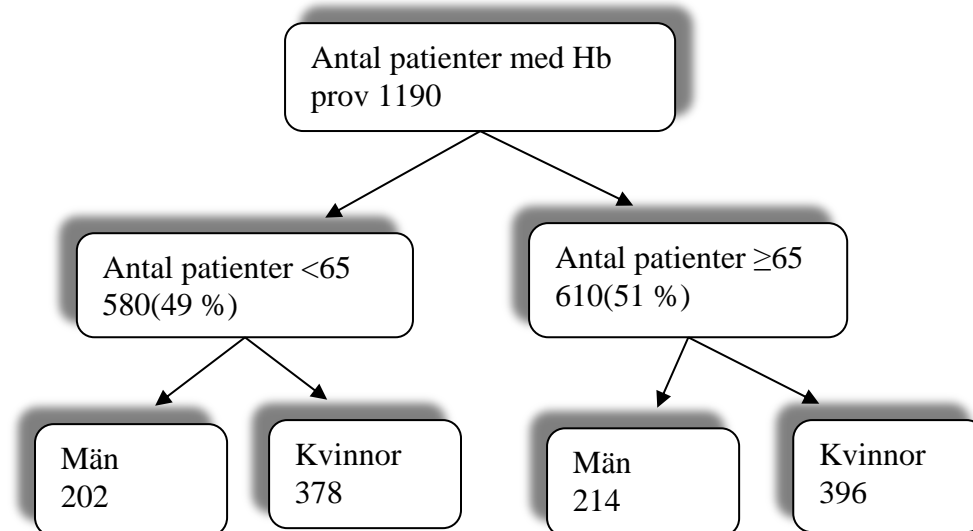 Antal patienter med Hb
prov 1190
Antal patienter <65
580(49 %)
Antal patienter ≥65
610(51 %)
Män
202
Kvinnor
378
Män
214
Kvinnor
396